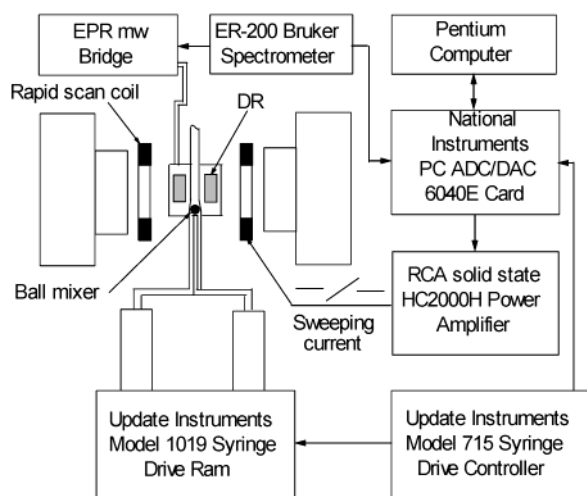 EPR mw
Bridge
ER-200 Bruker
Spectrometer
Pentium
Computer
Rapid scan coil
DR
National
Instruments
PC ADC/DAC
6040E Card
Ball mixer
Sweeping
current
RCA solid state
HC2000H Power
Amplifier
Update Instruments
Model 1019 Syringe
Drive Ram
Update Instruments
Model 715 Syringe
Drive Controller